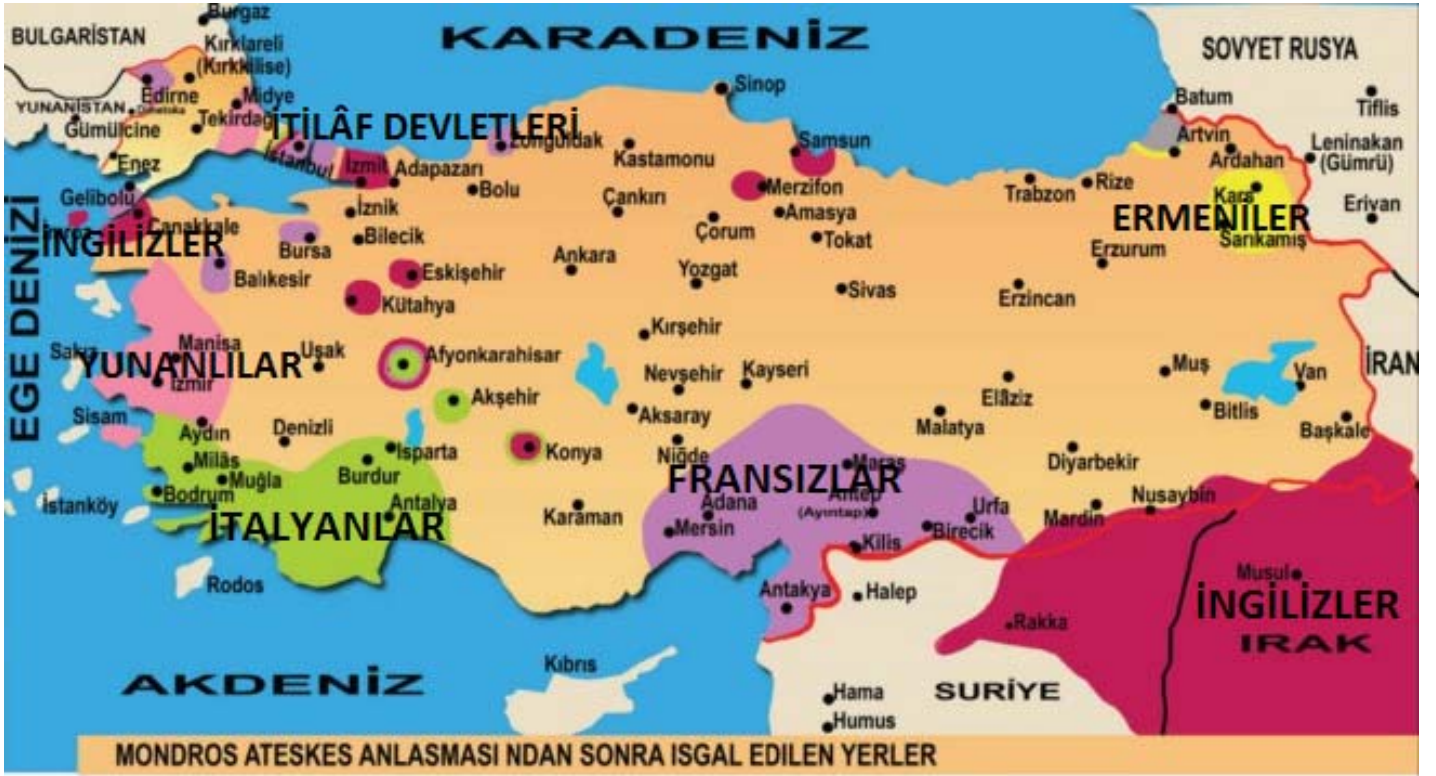 Burgaz
BULGARİSTAN
KARADENİZ
SOVYET RUSYA
Kırklareli
(Kırkkilise)
Sinop
Edirne
Midye
Batum
Tiflis
YUNANİSTAN
Tekirdağ
İTİLÂF DEVLETLERİ
Gümülcine
Zonguldak
Samsun
Artvin
Leninakan
(Gümrü)
İstanbul
Kastamonu
Ardahan
Enez
İzmit
Adapazarı
Bolu
Merzifon
Trabzon
Rize
Kars
Gelibolu
Çankırı
Amasya
Erivan
İznik
ERMENİLER
Çanakkale
Çorum
Tokat
Sarıkamış
İNGİLİZLER
Bilecik
Bursa
Ankara
Erzurum
EGE DENİZİ
Balıkesir
Eskişehir
Yozgat
Sivas
Erzincan
Kütahya
Kırşehir
Sakız
Manisa
Uşak
Afyonkarahisar
YUNANLILAR
İzmir
Nevşehir
Kayseri
Muş
Van
İRAN
Akşehir
Elâziz
Bitlis
Sisam
Aksaray
Malatya
Başkale
Aydın
Denizli
Isparta
Konya
Niğde
Diyarbekir
Milâs
Burdur
Maraş
Muğla
FRANSIZLAR
Bodrum
Antalya
Adana
Antep
(Ayıntap)
Urfa
Nusaybin
İstanköy
İTALYANLAR
Karaman
Mersin
Birecik
Mardin
Kilis
Rodos
Antakya
Halep
Musul
İNGİLİZLER
Rakka
IRAK
Kıbrıs
AKDENİZ
Hama
SURİYE
Humus
MONDROS ATESKES ANLASMASI NDAN SONRA ISGAL EDILEN YERLER